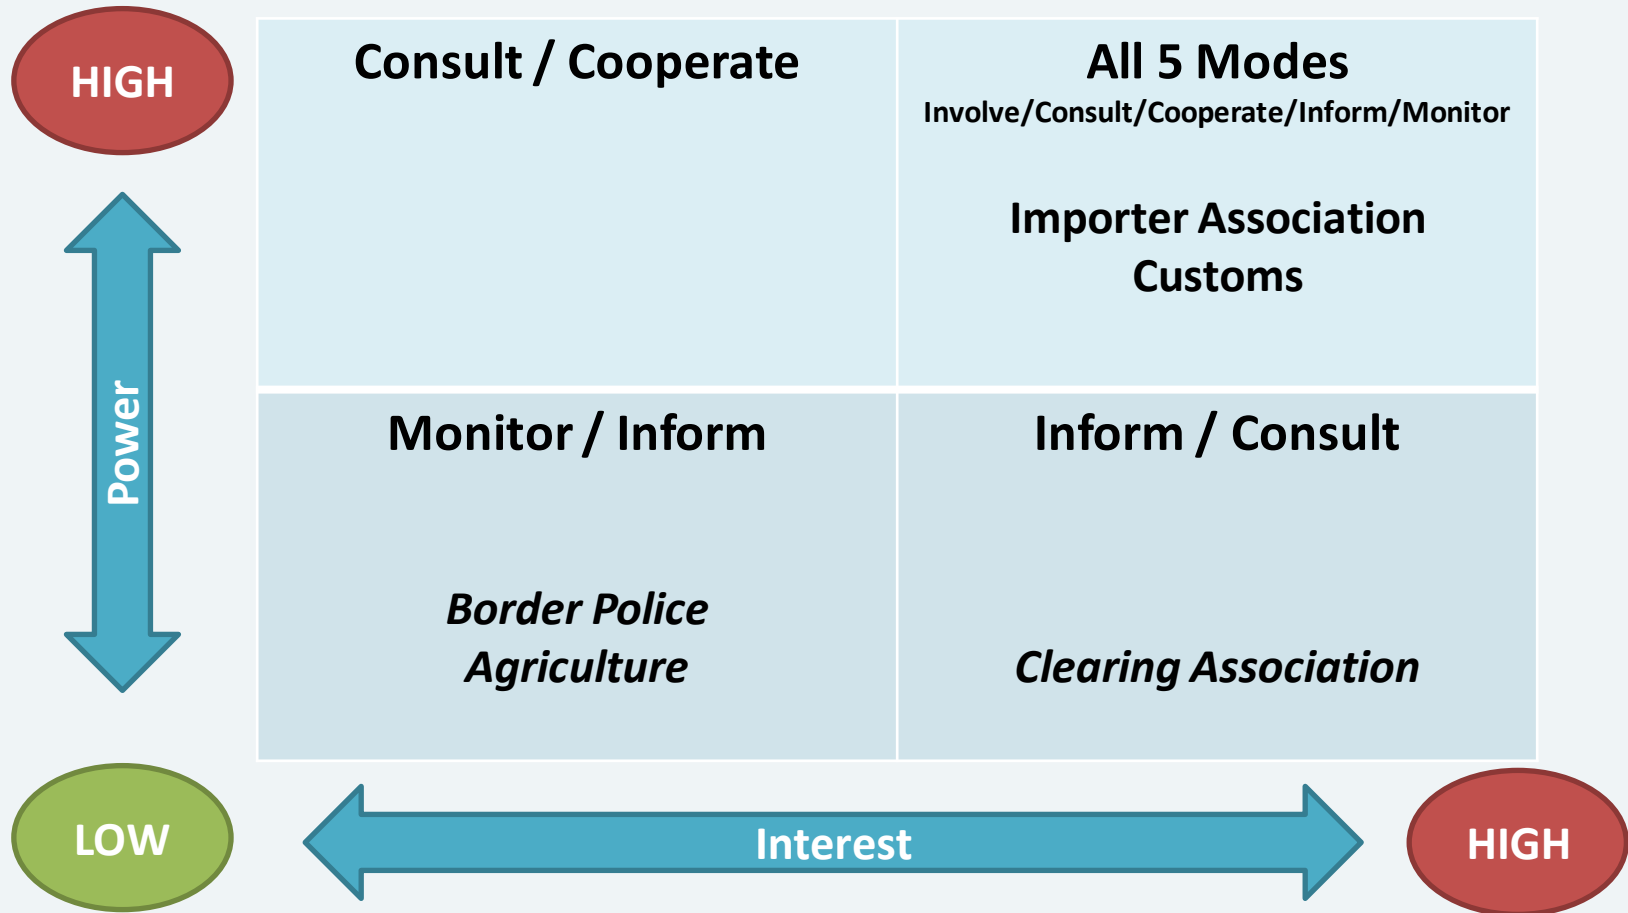 HIGH
Consult / Cooperate
All 5 Modes
Involve/Consult/Cooperate/Inform/Monitor
Importer Association
Customs
Power
Monitor / Inform
Inform / Consult
Border Police
Agriculture
Clearing Association
LOW
Interest
HIGH